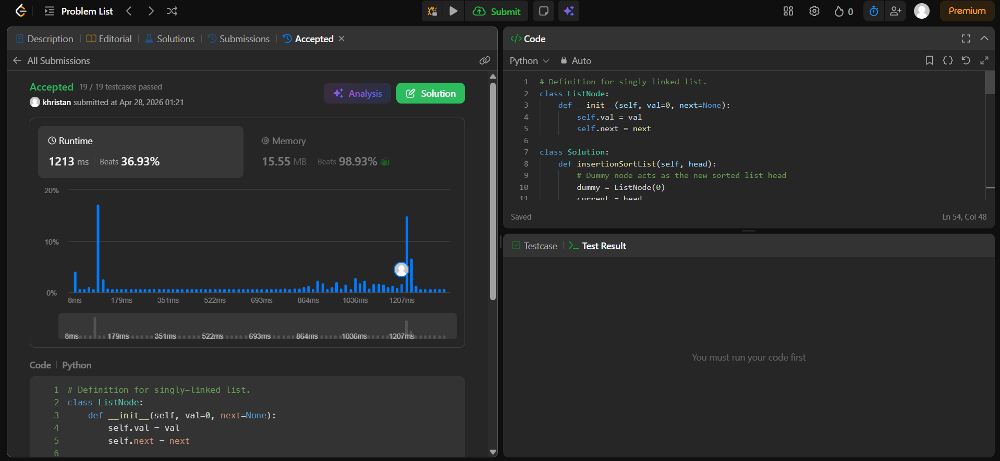 Problem List
Submit
0
Premium
Description
Editorial
Solutions
Submissions
Accepted
All Submissions
Accepted 19 / 19 testcases passed
khristan submitted at Apr 28, 2026 01:21
Analysis
Solution
Runtime
1213 ms Beats 36.93%
Memory
15.55 MB Beats 98.93%
20%
10%
0%
8ms 179ms 351ms 522ms 693ms 864ms 1036ms 1207ms
8ms 179ms 351ms 522ms 693ms 864ms 1036ms 1207ms
Code Python
1 # Definition for singly-linked list.
2 class ListNode:
3     def __init__(self, val=0, next=None):
4         self.val = val
5         self.next = next
6
</> Code
Python Auto
1 # Definition for singly-linked list.
2 class ListNode:
3     def __init__(self, val=0, next=None):
4         self.val = val
5         self.next = next
6
7 class Solution:
8     def insertionSortList(self, head):
9         # Dummy node acts as the new sorted list head
10         dummy = ListNode(0)
11         current = head
Saved
Ln 54, Col 48
Testcase
Test Result
You must run your code first